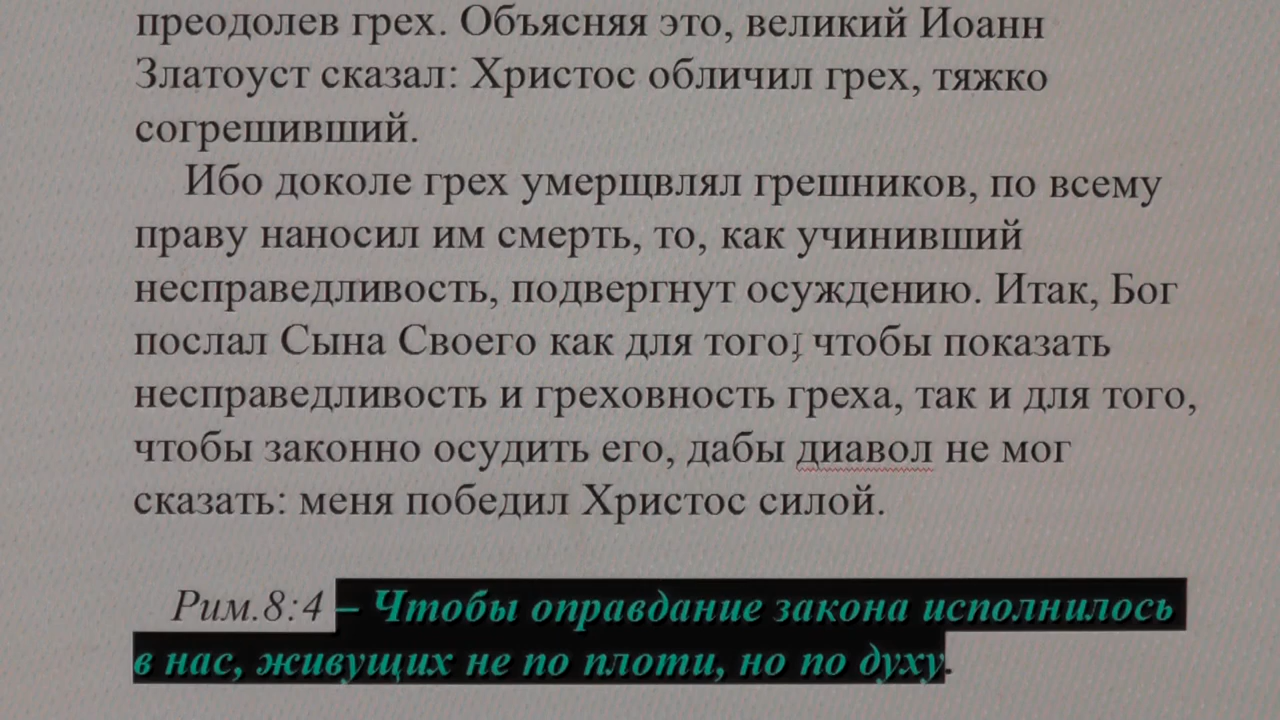 преодолев грех. Объясняя это, великий Иоанн
Златоуст сказал: Христос обличил грех, тяжко
согрешивший.
Ибо доколе грех умерщвлял грешников, по всему
праву наносил им смерть, то, как учинивший
несправедливость, подвергнут осуждению. Итак, Бог
послал Сына Своего как для того, чтобы показать
несправедливость и греховность греха, так и для того,
чтобы законно осудить его, дабы диавол не мог
сказать: меня победил Христос силой.
Рим.8:4 – Чтобы оправдание закона исполнилось
в нас, живущих не по плоти, но по духу.